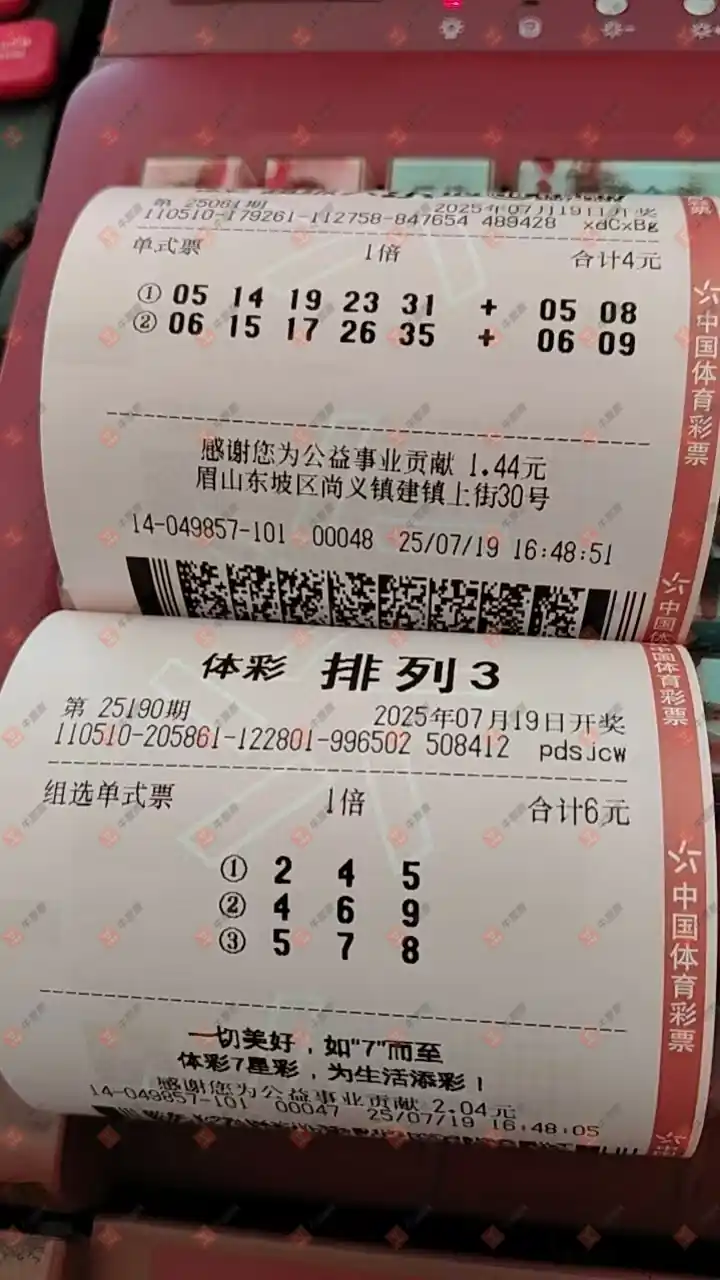 第 25081期 2025年07月19日开奖
110510-179261-112758-847654 489428 xdCxBg
单式票 1倍 合计4元
① 05 14 19 23 31 + 05 08
② 06 15 17 26 35 + 06 09
感谢您为公益事业贡献 1.44元
眉山东坡区尚义镇建镇上街30号
14-049857-101 00048 25/07/19 16:48:51
中国体育彩票
中国体育彩票
体彩 排列3
第 25190期 2025年07月19日开奖
110510-205861-122801-996502 508412 pdsJcw
组选单式票 1倍 合计6元
① 2 4 5
② 4 6 9
③ 5 7 8
中国体育彩票
一切美好，如"7"而至
体彩7星彩，为生活添彩！
感谢您为公益事业贡献 2.04元
14-049857-101 00047 25/07/19 16:48:05